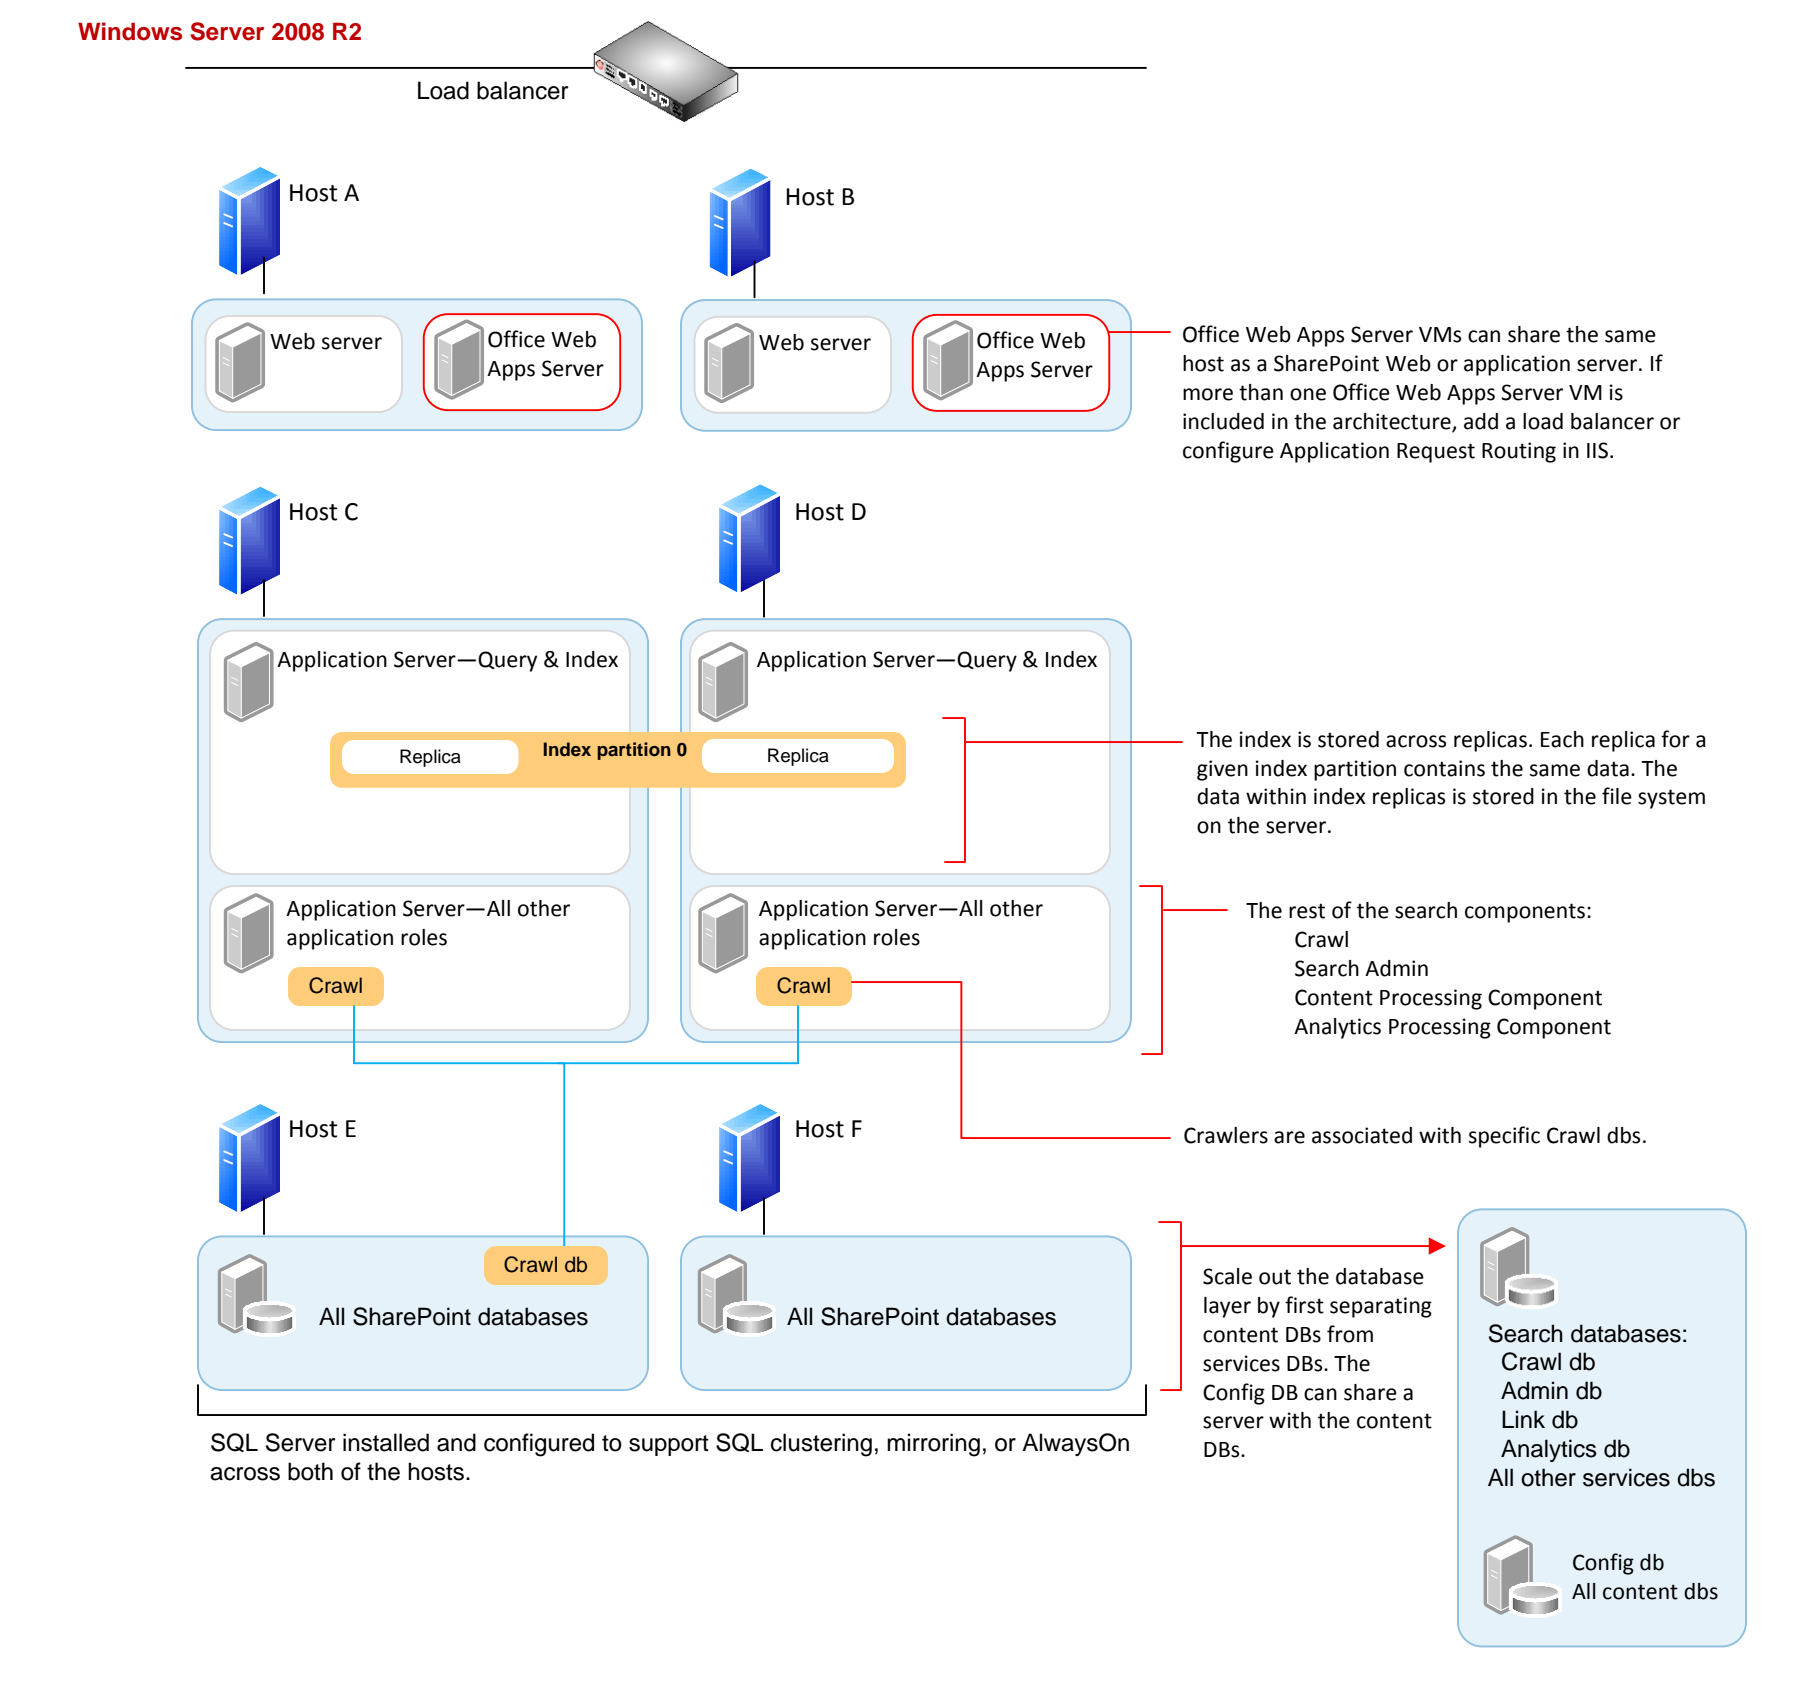 Windows Server 2008 R2
Load balancer
Host A
Host B
Web server
Office Web
Apps Server
Web server
Office Web
Apps Server
Office Web Apps Server VMs can share the same
host as a SharePoint Web or application server. If
more than one Office Web Apps Server VM is
included in the architecture, add a load balancer or
configure Application Request Routing in IIS.
Host C
Host D
Application Server—Query & Index
Application Server—Query & Index
Replica
Index partition 0
Replica
The index is stored across replicas. Each replica for a
given index partition contains the same data. The
data within index replicas is stored in the file system
on the server.
Application Server—All other
application roles
Crawl
Application Server—All other
application roles
Crawl
The rest of the search components:
Crawl
Search Admin
Content Processing Component
Analytics Processing Component
Host E
Host F
Crawlers are associated with specific Crawl dbs.
Crawl db
All SharePoint databases
All SharePoint databases
Scale out the database
layer by first separating
content DBs from
services DBs. The
Config DB can share a
server with the content
DBs.
Search databases:
Crawl db
Admin db
Link db
Analytics db
All other services dbs
Config db
All content dbs
SQL Server installed and configured to support SQL clustering, mirroring, or AlwaysOn
across both of the hosts.